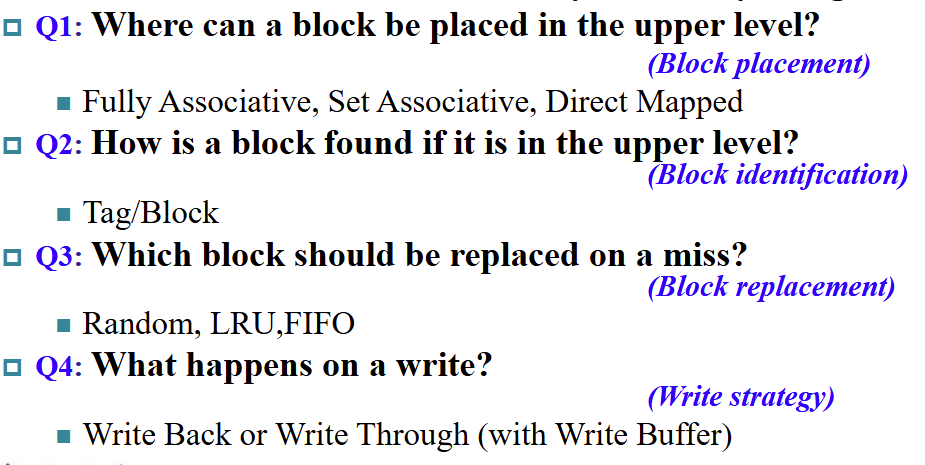 Q1: Where can a block be placed in the upper level?
(Block placement)
Fully Associative, Set Associative, Direct Mapped
Q2: How is a block found if it is in the upper level?
(Block identification)
Tag/Block
Q3: Which block should be replaced on a miss?
(Block replacement)
Random, LRU,FIFO
Q4: What happens on a write?
(Write strategy)
Write Back or Write Through (with Write Buffer)